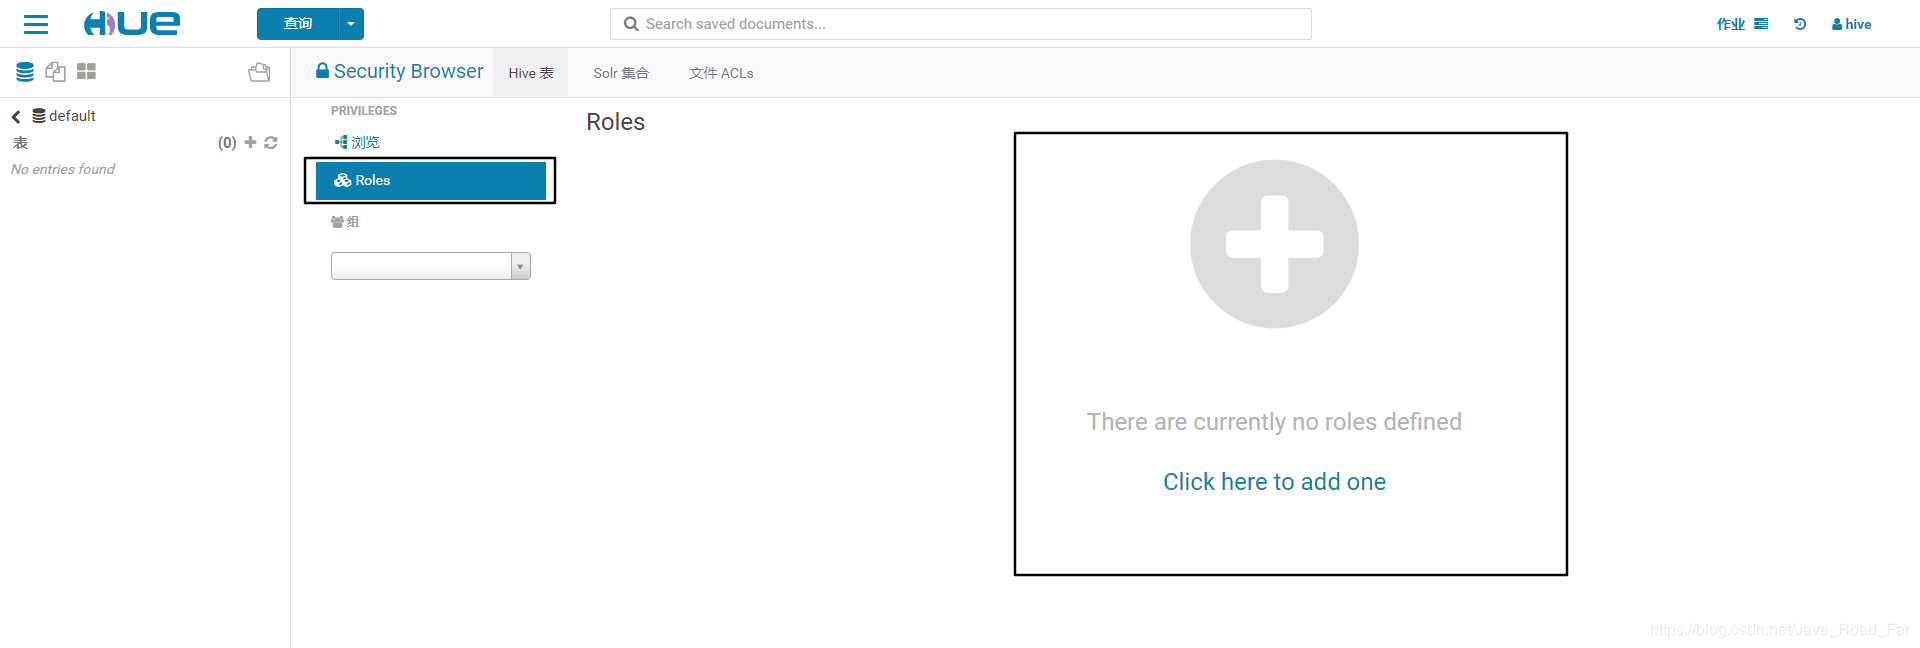 HUE
查询
Search saved documents...
作业
hive
Security Browser
Hive 表
Solr 集合
文件 ACLs
default
表
(0)
No entries found
PRIVILEGES
浏览
Roles
组
Roles
There are currently no roles defined
Click here to add one
https://blog.csdn.net/Java_Road_Far